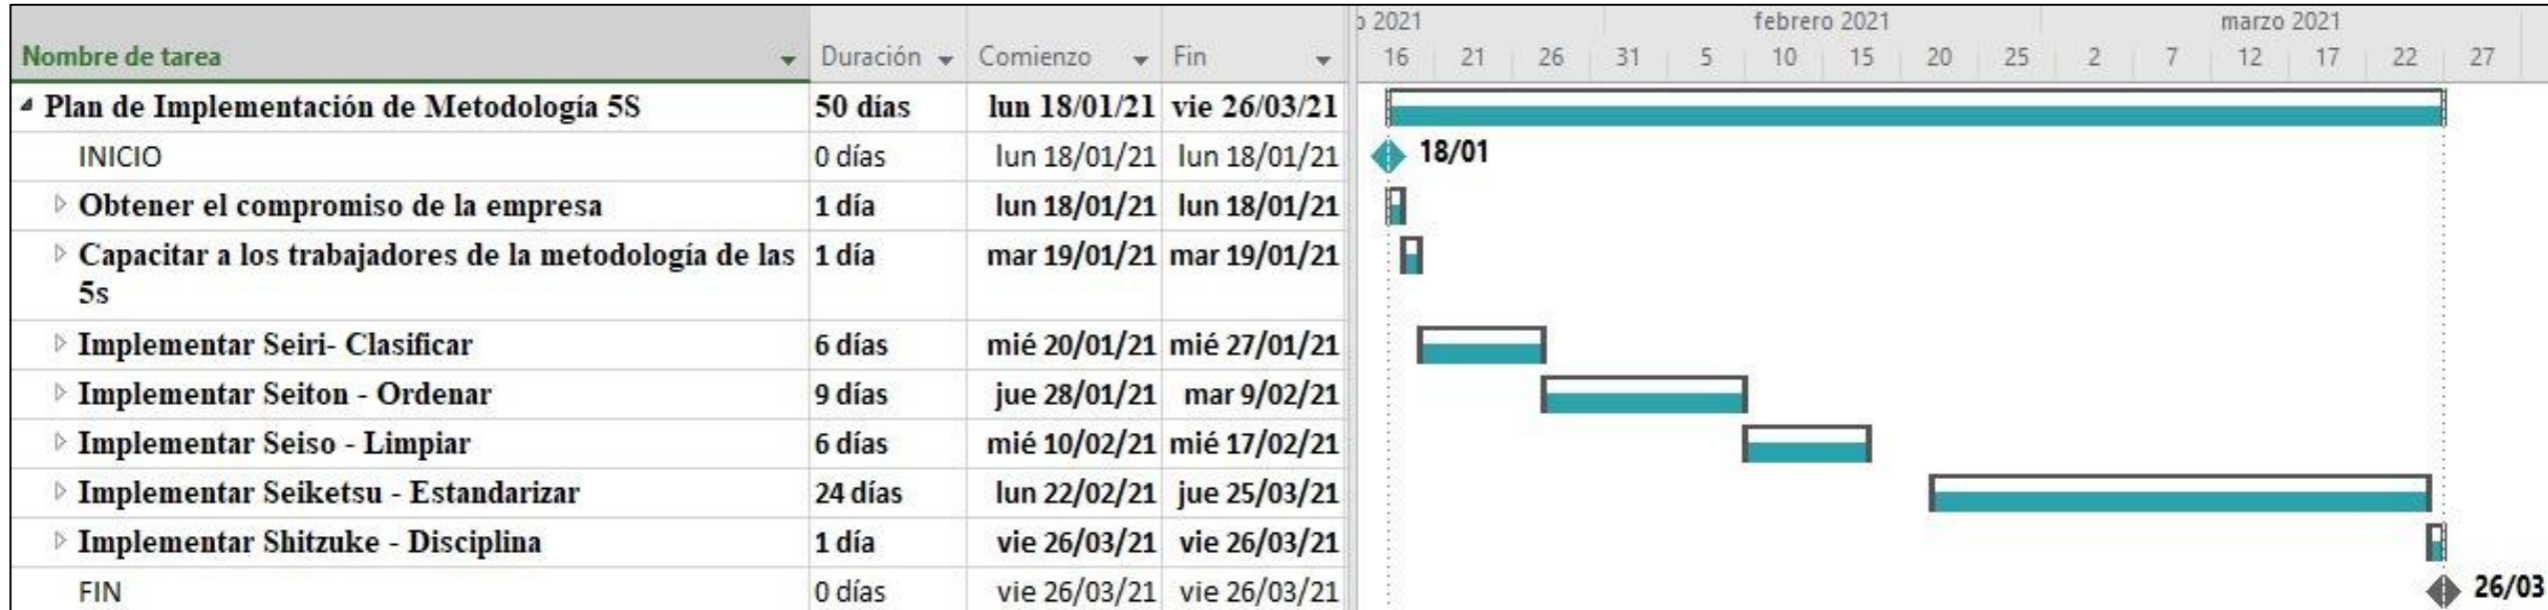 o 2021 febrero 2021 marzo 2021
Nombre de tarea Duración Comienzo Fin 16 21 26 31 5 10 15 20 25 2 7 12 17 22 27
Plan de Implementación de Metodología 5S 50 días lun 18/01/21 vie 26/03/21
INICIO 0 días lun 18/01/21 lun 18/01/21 18/01
Obtener el compromiso de la empresa 1 día lun 18/01/21 lun 18/01/21
Capacitar a los trabajadores de la metodología de las 1 día mar 19/01/21 mar 19/01/21
5s
Implementar Seiri- Clasificar 6 días mié 20/01/21 mié 27/01/21
Implementar Seiton - Ordenar 9 días jue 28/01/21 mar 9/02/21
Implementar Seiso - Limpiar 6 días mié 10/02/21 mié 17/02/21
Implementar Seiketsu - Estandarizar 24 días lun 22/02/21 jue 25/03/21
Implementar Shitzuke - Disciplina 1 día vie 26/03/21 vie 26/03/21
FIN 0 días vie 26/03/21 vie 26/03/21 26/03